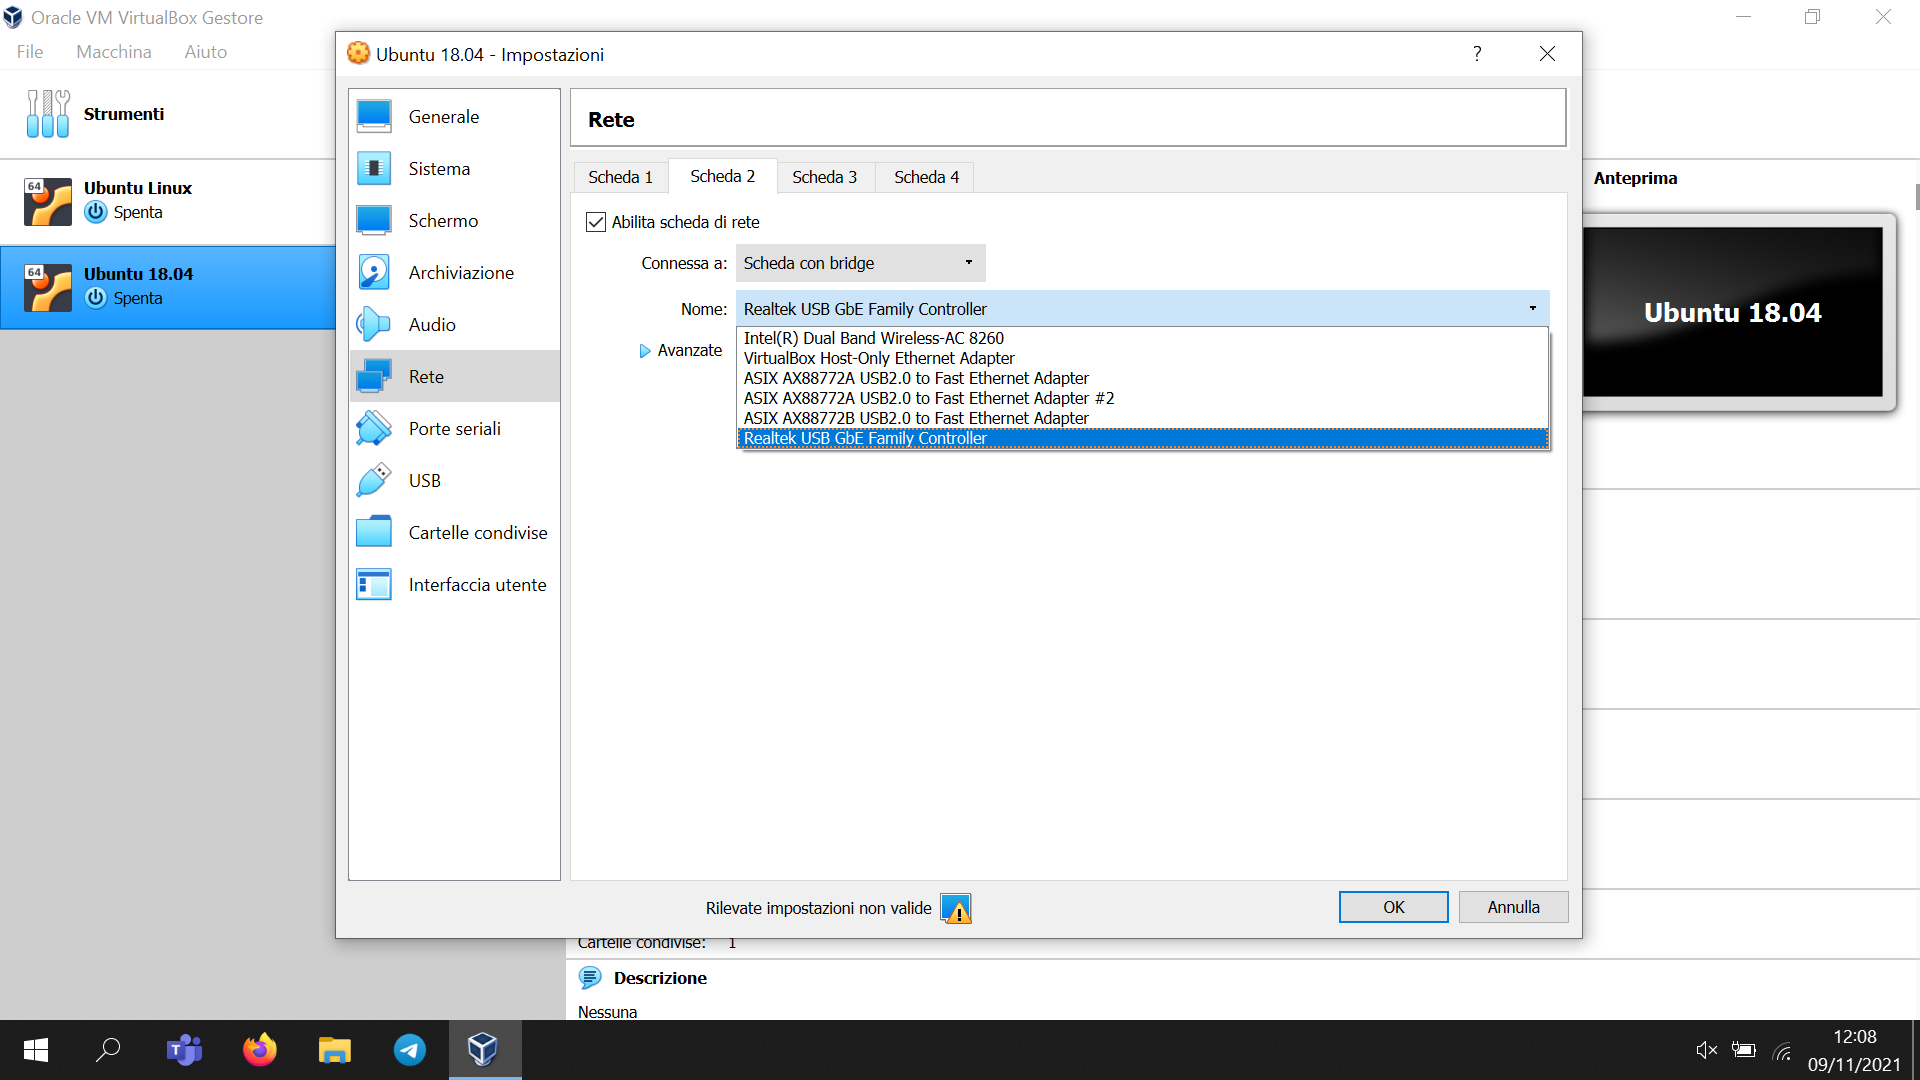 Oracle VM VirtualBox Gestore
File Macchina Aiuto
Strumenti
64
Ubuntu Linux
Spenta
64
Ubuntu 18.04
Spenta
Ubuntu 18.04 - Impostazioni
?
Generale
Sistema
Schermo
Archiviazione
Audio
Rete
Porte seriali
USB
Cartelle condivise
Interfaccia utente
Rete
Scheda 1 Scheda 2 Scheda 3 Scheda 4
Abilita scheda di rete
Connessa a: Scheda con bridge
Nome: Realtek USB GbE Family Controller
Avanzate
Intel(R) Dual Band Wireless-AC 8260
VirtualBox Host-Only Ethernet Adapter
ASIX AX88772A USB2.0 to Fast Ethernet Adapter
ASIX AX88772A USB2.0 to Fast Ethernet Adapter #2
ASIX AX88772B USB2.0 to Fast Ethernet Adapter
Realtek USB GbE Family Controller
Rilevate impostazioni non valide
OK Annulla
Anteprima
Ubuntu 18.04
Cartelle condivise: 1
Descrizione
Nessuna
12:08
09/11/2021